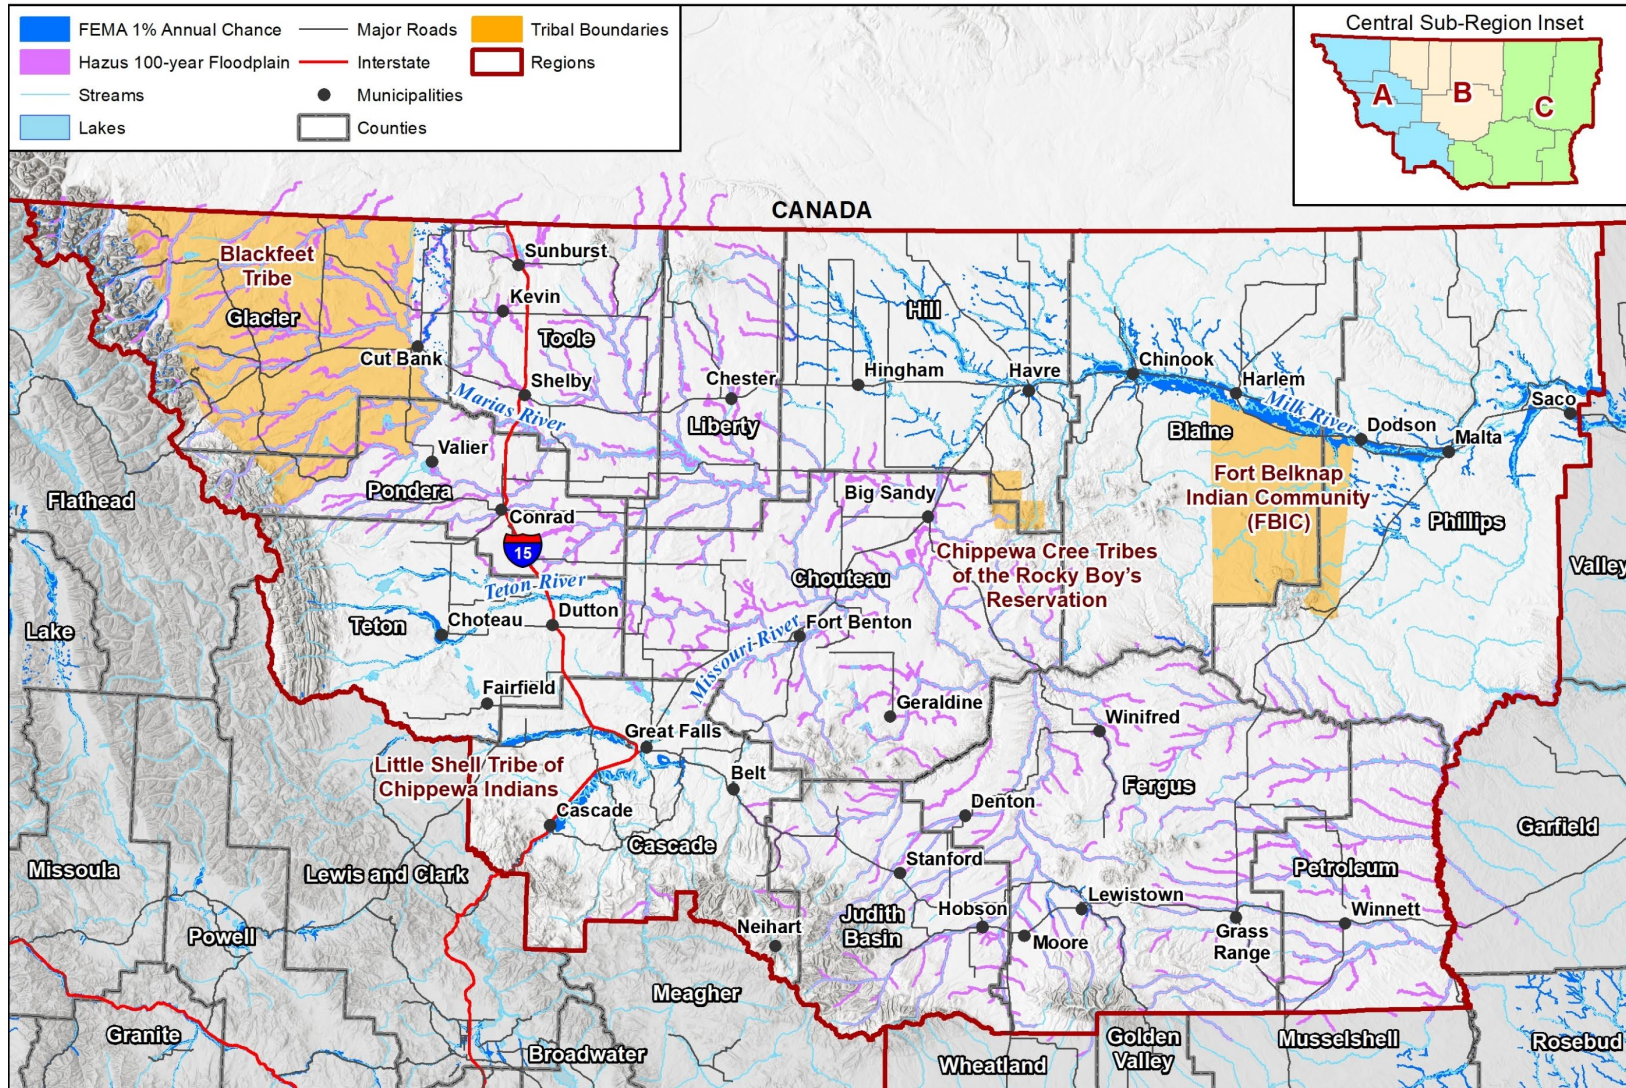 FEMA 1% Annual Chance
Hazus 100-year Floodplain
Streams
Lakes
Major Roads
Interstate
Municipalities
Counties
Tribal Boundaries
Regions
Central Sub-Region Inset
A
B
C
CANADA
Blackfeet
Tribe
Glacier
Cut Bank
Sunburst
Kevin
Toole
Shelby
Marias River
Chester
Liberty
Hill
Hingham
Havre
Chinook
Harlem
Milk River
Blaine
Dodson
Malta
Saco
Fort Belknap
Indian Community
(FBIC)
Phillips
Valley
Flathead
Valier
Pondera
Conrad
15
Big Sandy
Chippewa Cree Tribes
of the Rocky Boy's
Reservation
Chouteau
Teton River
Dutton
Teton
Choteau
Lake
Fort Benton
Missouri River
Fairfield
Geraldine
Great Falls
Winifred
Little Shell Tribe of
Chippewa Indians
Belt
Fergus
Cascade
Denton
Cascade
Garfield
Missoula
Lewis and Clark
Stanford
Petroleum
Judith
Basin
Hobson
Lewistown
Moore
Grass
Range
Winnett
Powell
Neihart
Meagher
Granite
Broadwater
Wheatland
Golden
Valley
Musselshell
Rosebud